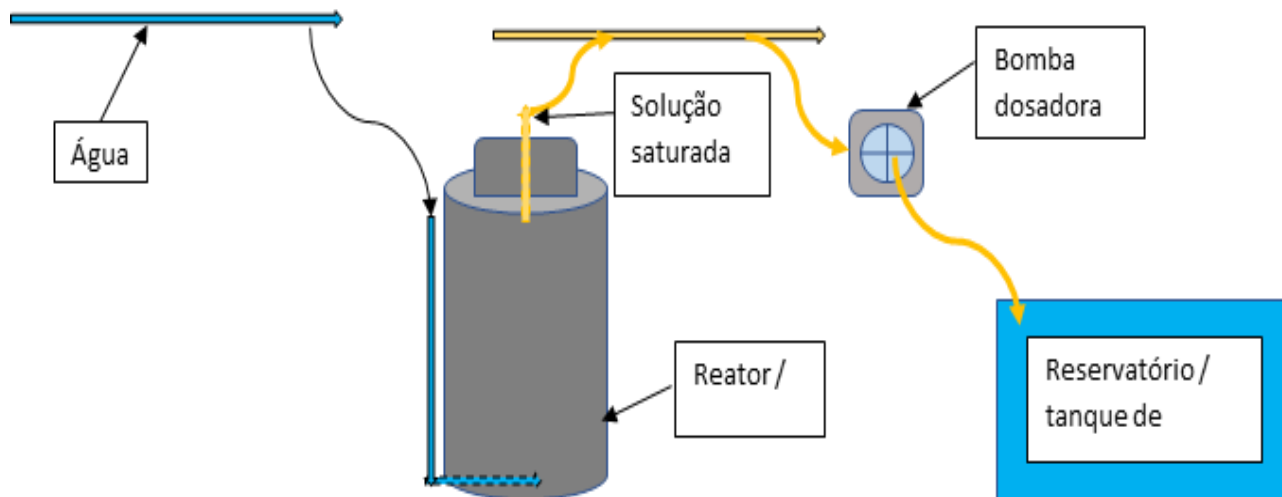 Água
Solução
saturada
Bomba
dosadora
Reator /
Reservatório /
tanque de